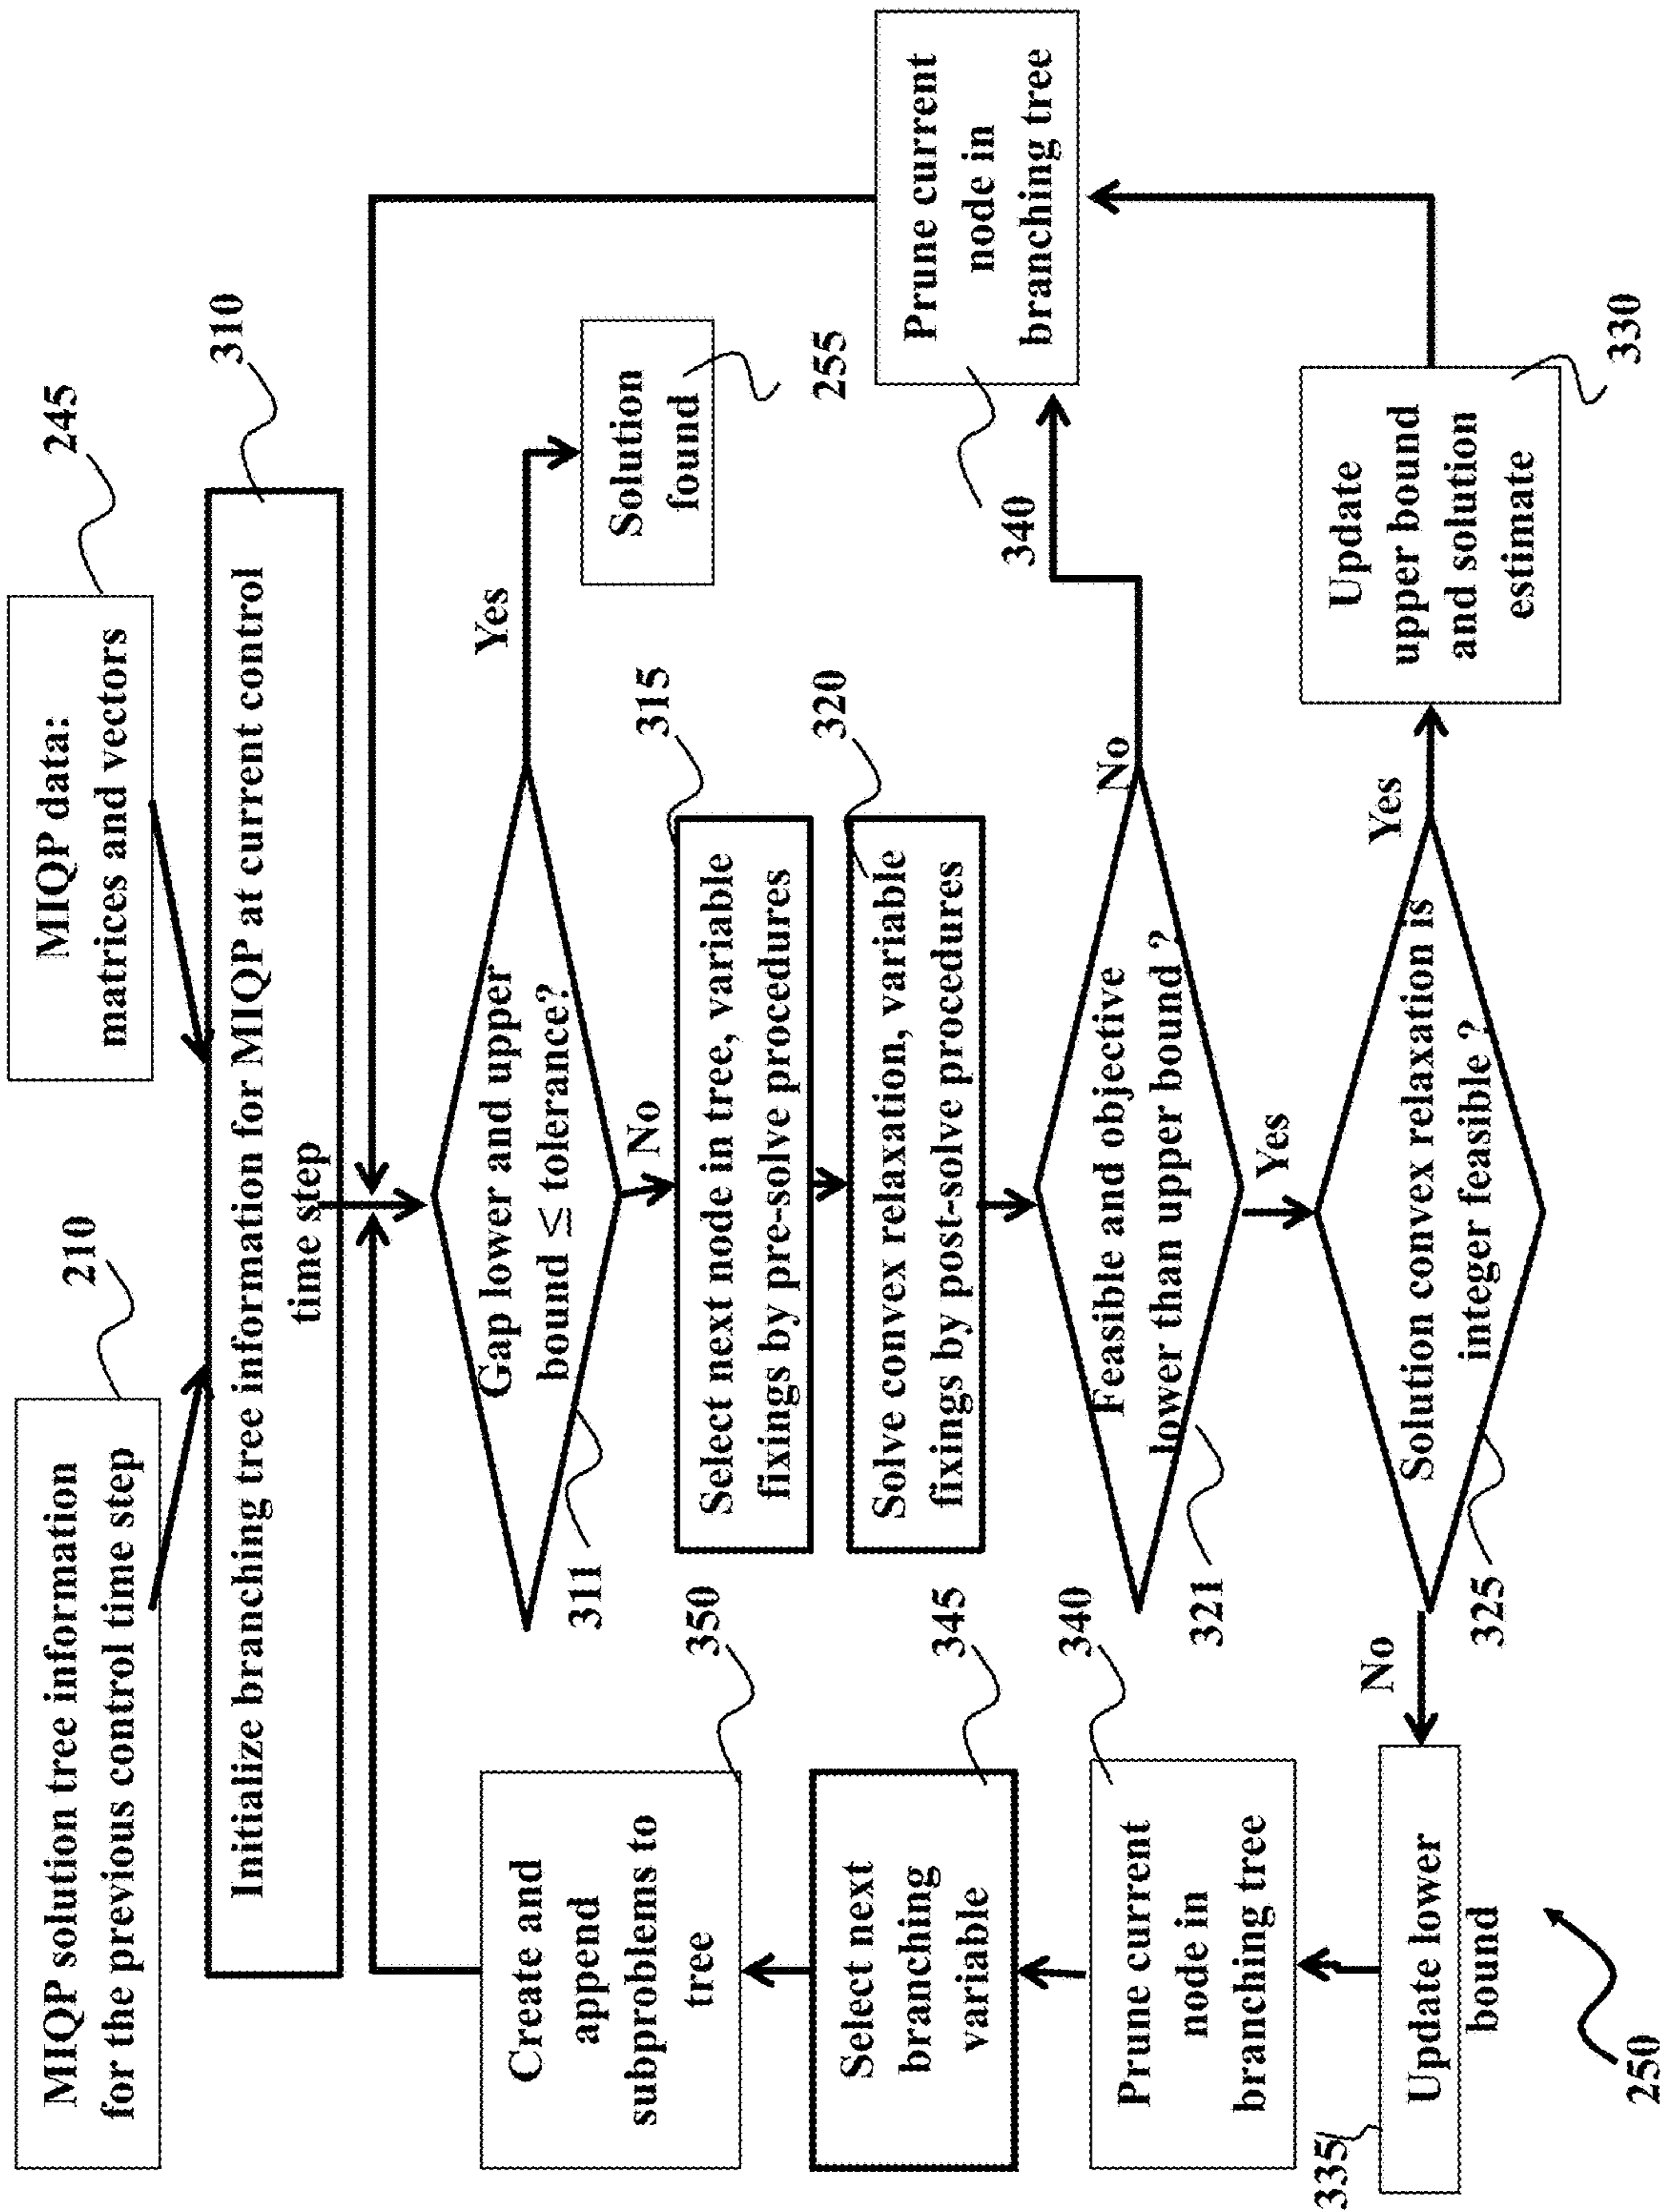 MIQP solution tree information
for the previous control time step
210
MIQP data:
matrices and vectors
245
Initialize branching tree information for MIQP at current control
time step
310
Gap lower and upper
bound ≤ tolerance?
311
Yes
No
Solution
found
255
Select next node in tree, variable
fixings by pre-solve procedures
315
Solve convex relaxation, variable
fixings by post-solve procedures
320
Feasible and objective
lower than upper bound ?
321
No
Yes
Prune current
node in
branching tree
340
Solution convex relaxation is
integer feasible ?
325
Yes
No
Update
upper bound
and solution
estimate
330
Update lower
bound
335
Prune current
node in
branching tree
340
Select next
branching
variable
345
Create and
append
subproblems to
tree
350
250